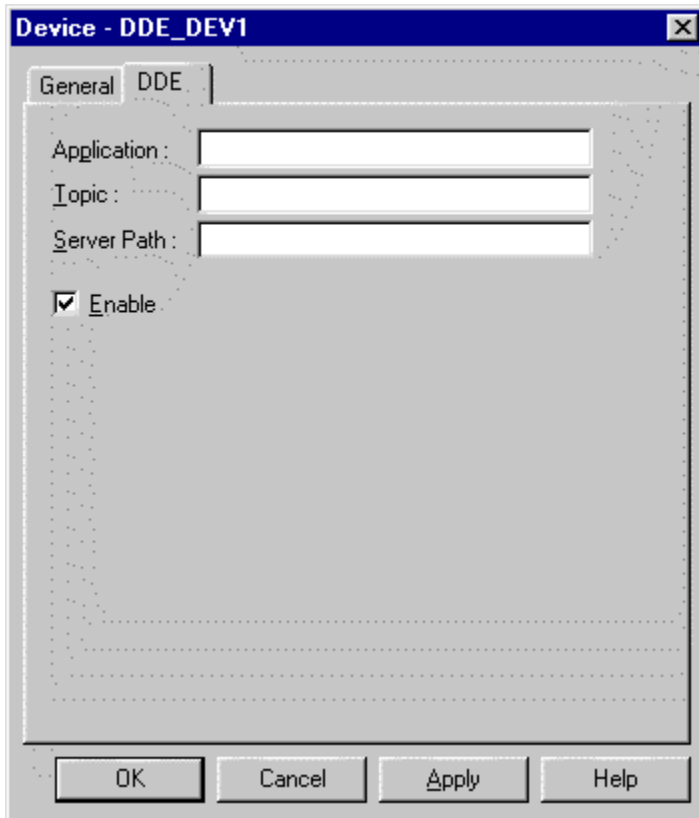 Device - DDE_DEV1
General DDE
Application :
Topic :
Server Path :
Enable
OK Cancel Apply Help